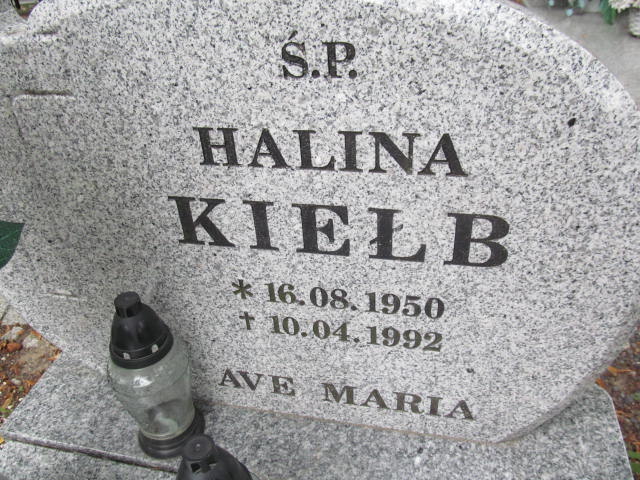 Ś.P.
HALINA
KIEŁB
* 16.08.1950
† 10.04.1992
AVE MARIA